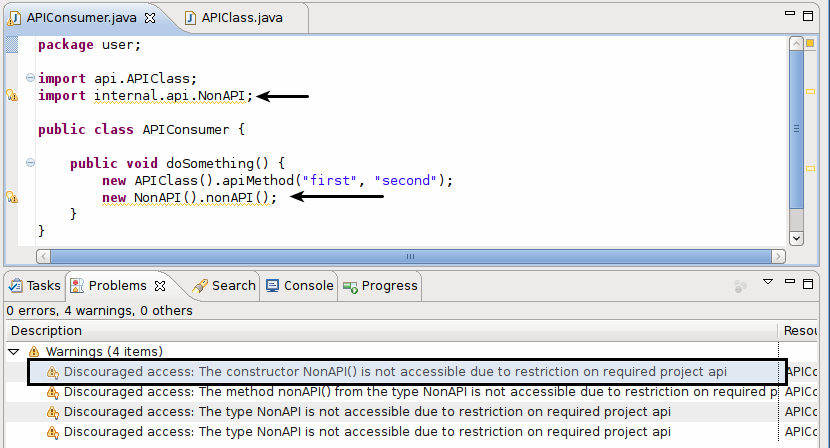 APIConsumer.java APIClass.java
package user;
import api.APIClass;
import internal.api.NonAPI;
public class APIConsumer {
public void doSomething() {
new APIClass().apiMethod("first", "second");
new NonAPI().nonAPI();
}
}
Tasks Problems Search Console Progress
0 errors, 4 warnings, 0 others
Description Resou
Warnings (4 items)
Discouraged access: The constructor NonAPI() is not accessible due to restriction on required project api APICo
Discouraged access: The method nonAPI() from the type NonAPI is not accessible due to restriction on required p APICo
Discouraged access: The type NonAPI is not accessible due to restriction on required project api APICo
Discouraged access: The type NonAPI is not accessible due to restriction on required project api APICo